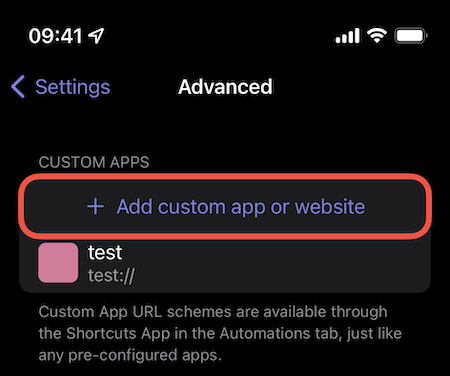 09:41
Settings
Advanced
CUSTOM APPS
+ Add custom app or website
test
test://
Custom App URL schemes are available through
the Shortcuts App in the Automations tab, just like
any pre-configured apps.